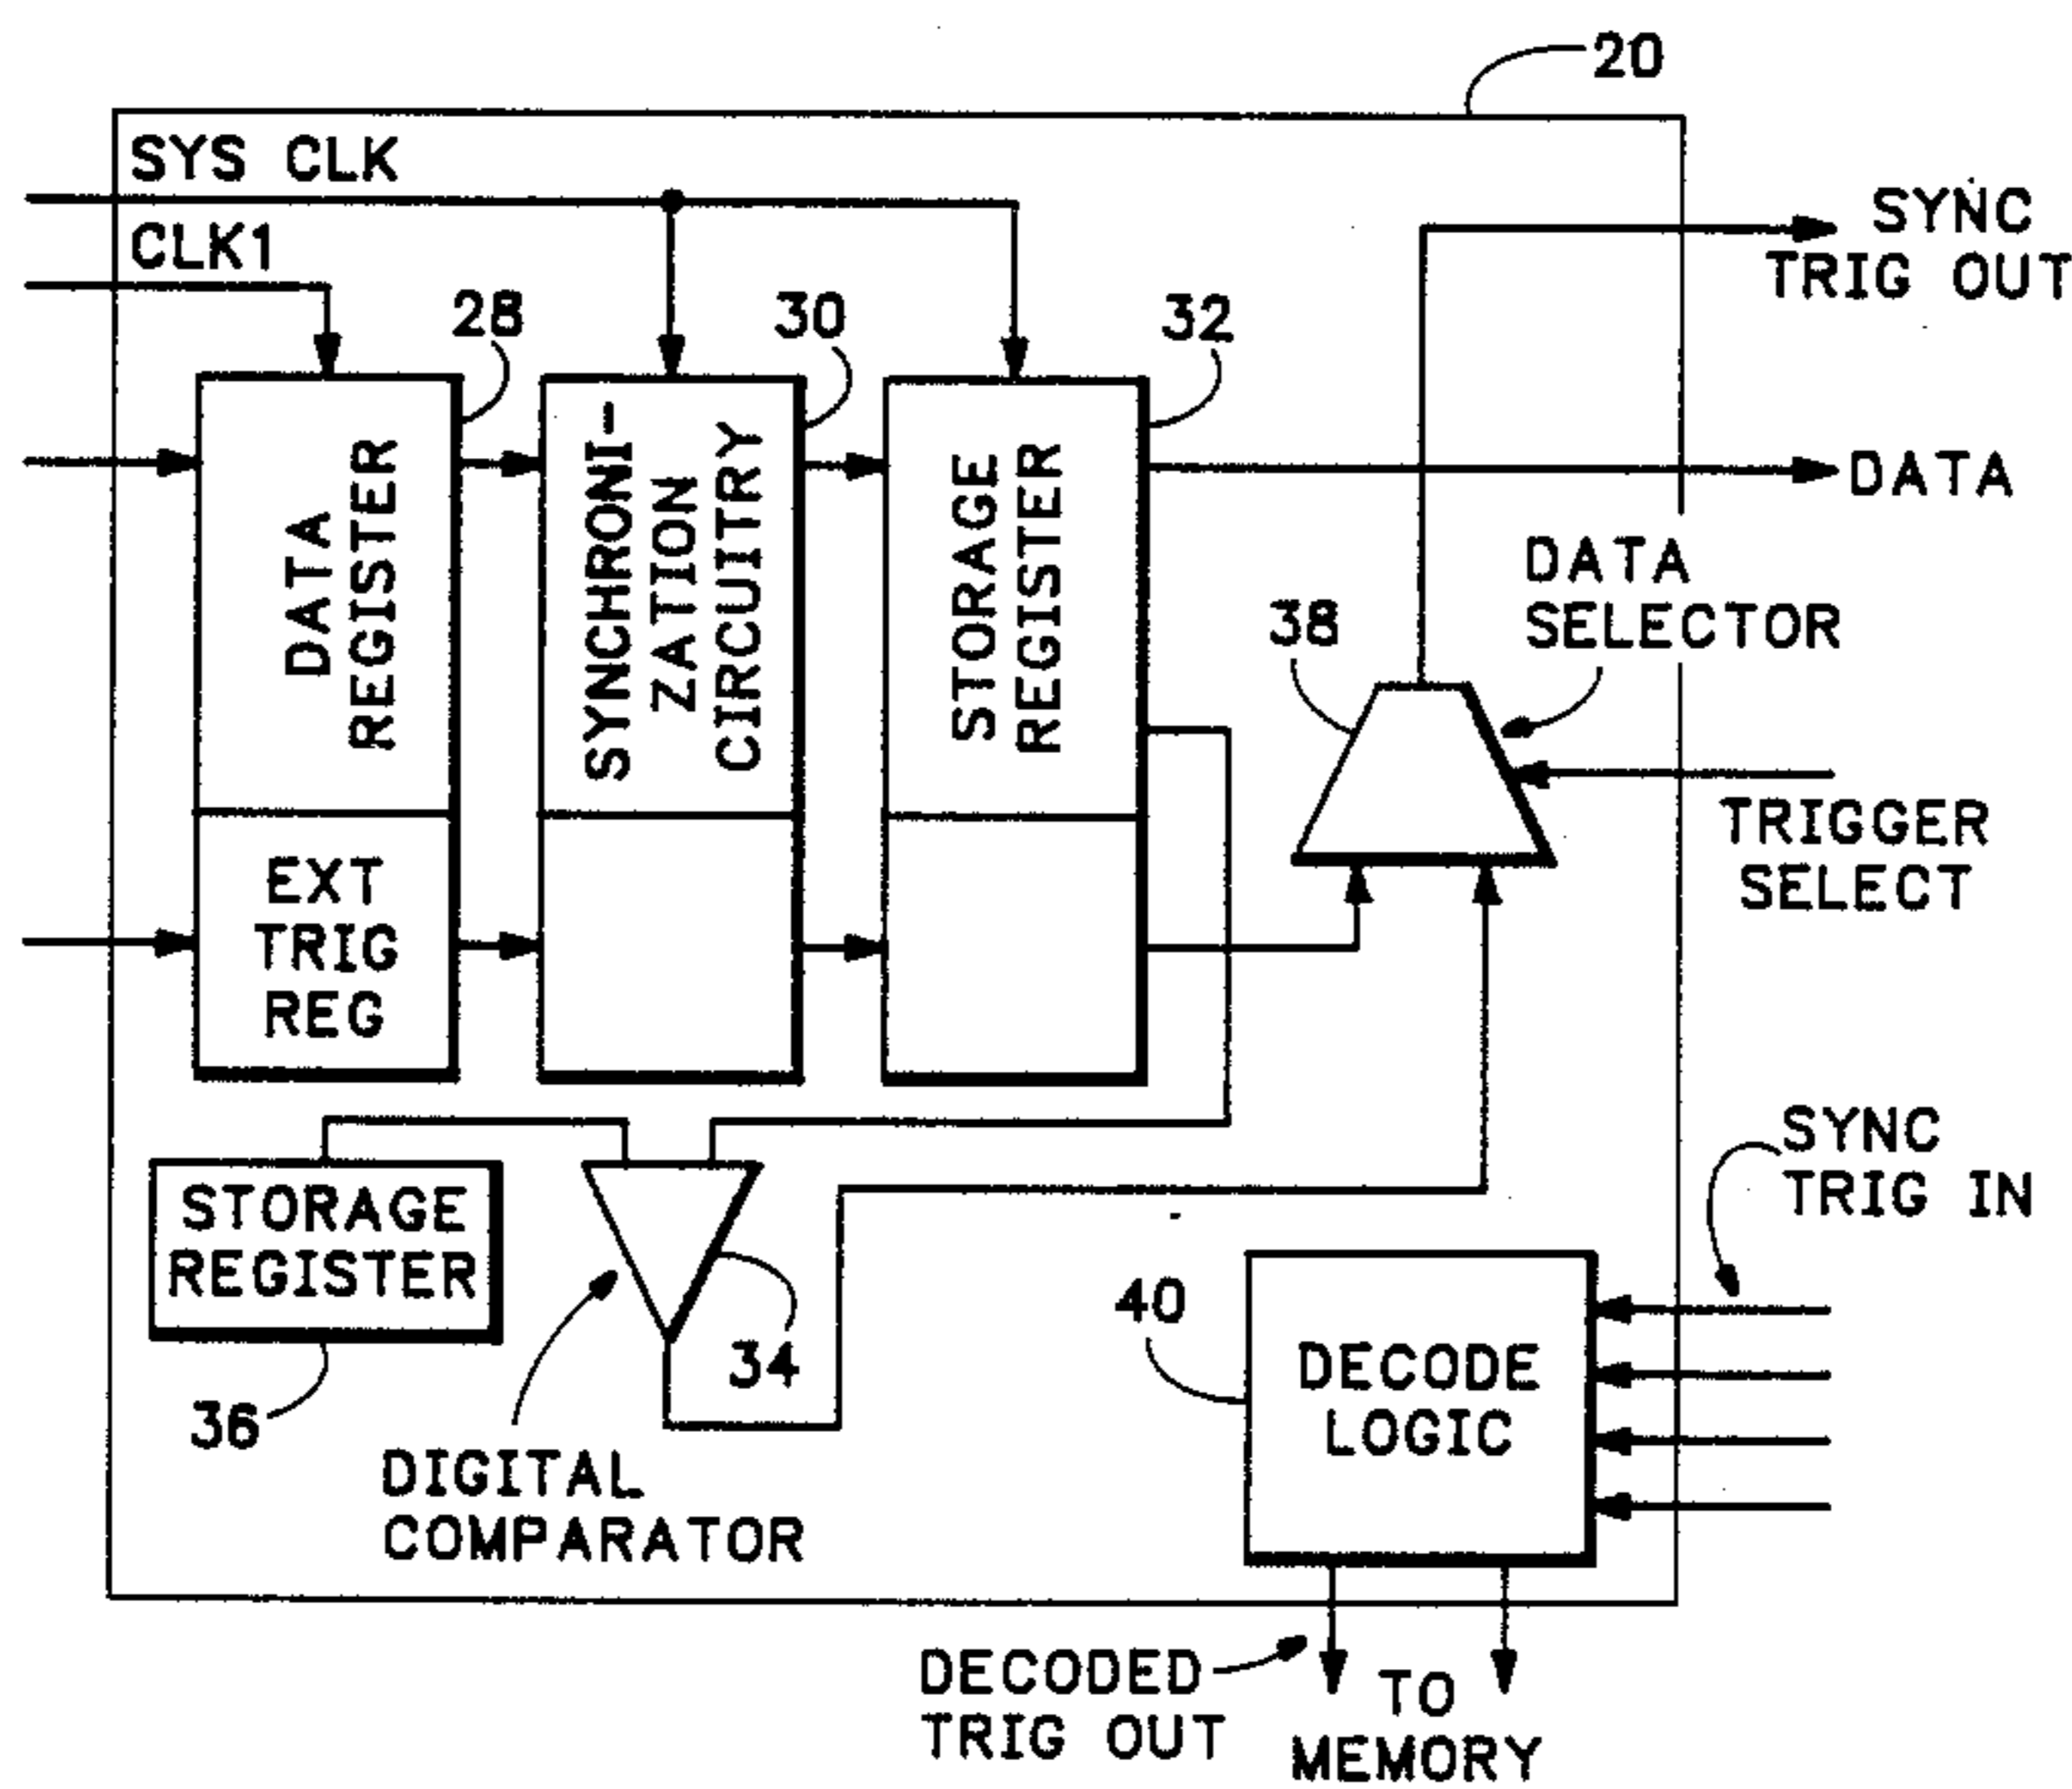 20
SYS CLK
CLK1
SYNC
TRIG OUT
28
30
32
DATA
REGISTER
SYNCHRONI-
ZATION
CIRCUITRY
STORAGE
REGISTER
DATA
DATA
SELECTOR
38
TRIGGER
SELECT
EXT
TRIG
REG
SYNC
TRIG IN
STORAGE
REGISTER
36
34
DIGITAL
COMPARATOR
40
DECODE
LOGIC
DECODED
TRIG OUT
TO
MEMORY